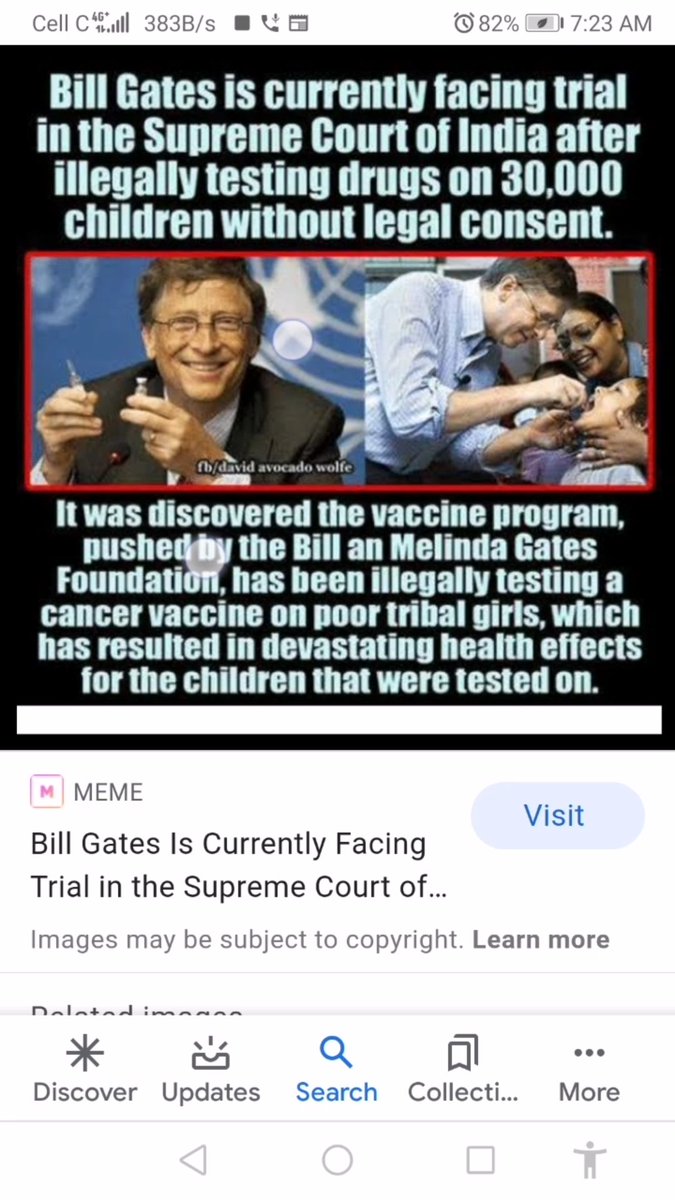 Cell C 4G+ 383B/s 82% 7:23 AM
Bill Gates is currently facing trial
in the Supreme Court of India after
illegally testing drugs on 30,000
children without legal consent.
fb/david avocado wolfe
It was discovered the vaccine program,
pushed by the Bill an Melinda Gates
Foundation, has been illegally testing a
cancer vaccine on poor tribal girls, which
has resulted in devastating health effects
for the children that were tested on.
M MEME
Visit
Bill Gates Is Currently Facing
Trial in the Supreme Court of...
Images may be subject to copyright. Learn more
Related images
Discover Updates Search Collecti... More